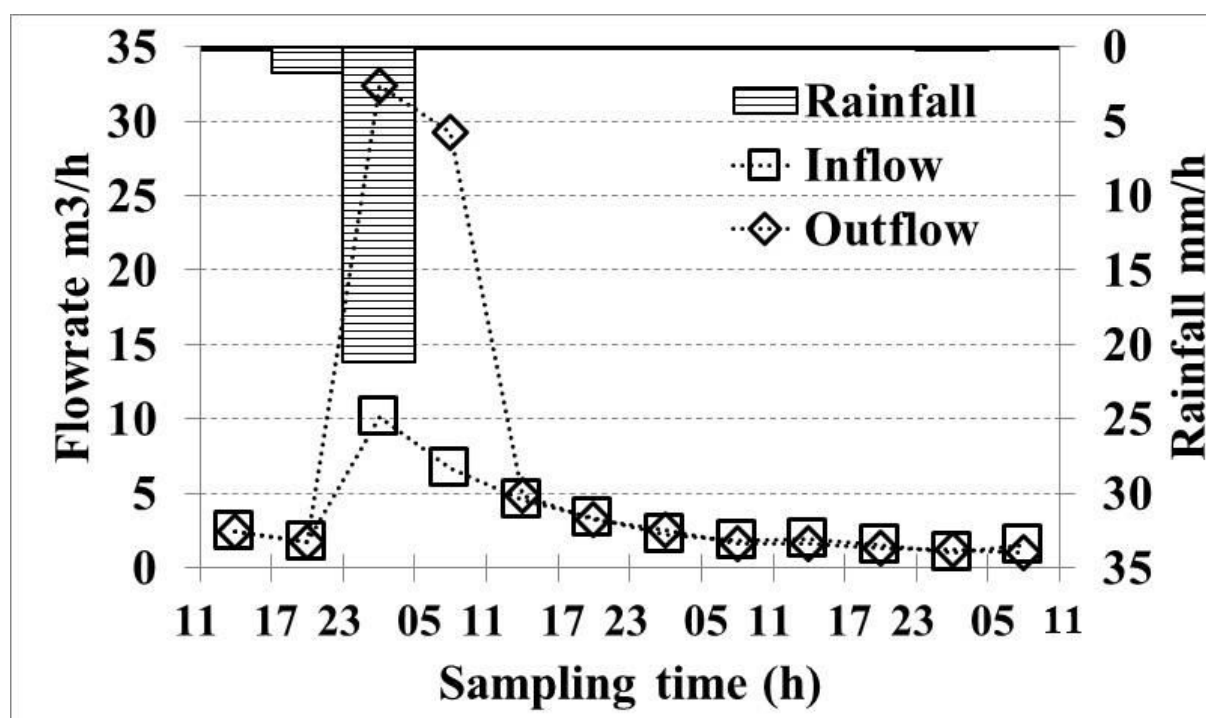 Flowrate m3/h
35
30
25
20
15
10
5
0
Rainfall
Inflow
Outflow
0
5
10
15
20
25
30
35
Rainfall mm/h
11 17 23 05 11 17 23 05 11 17 23 05 11
Sampling time (h)